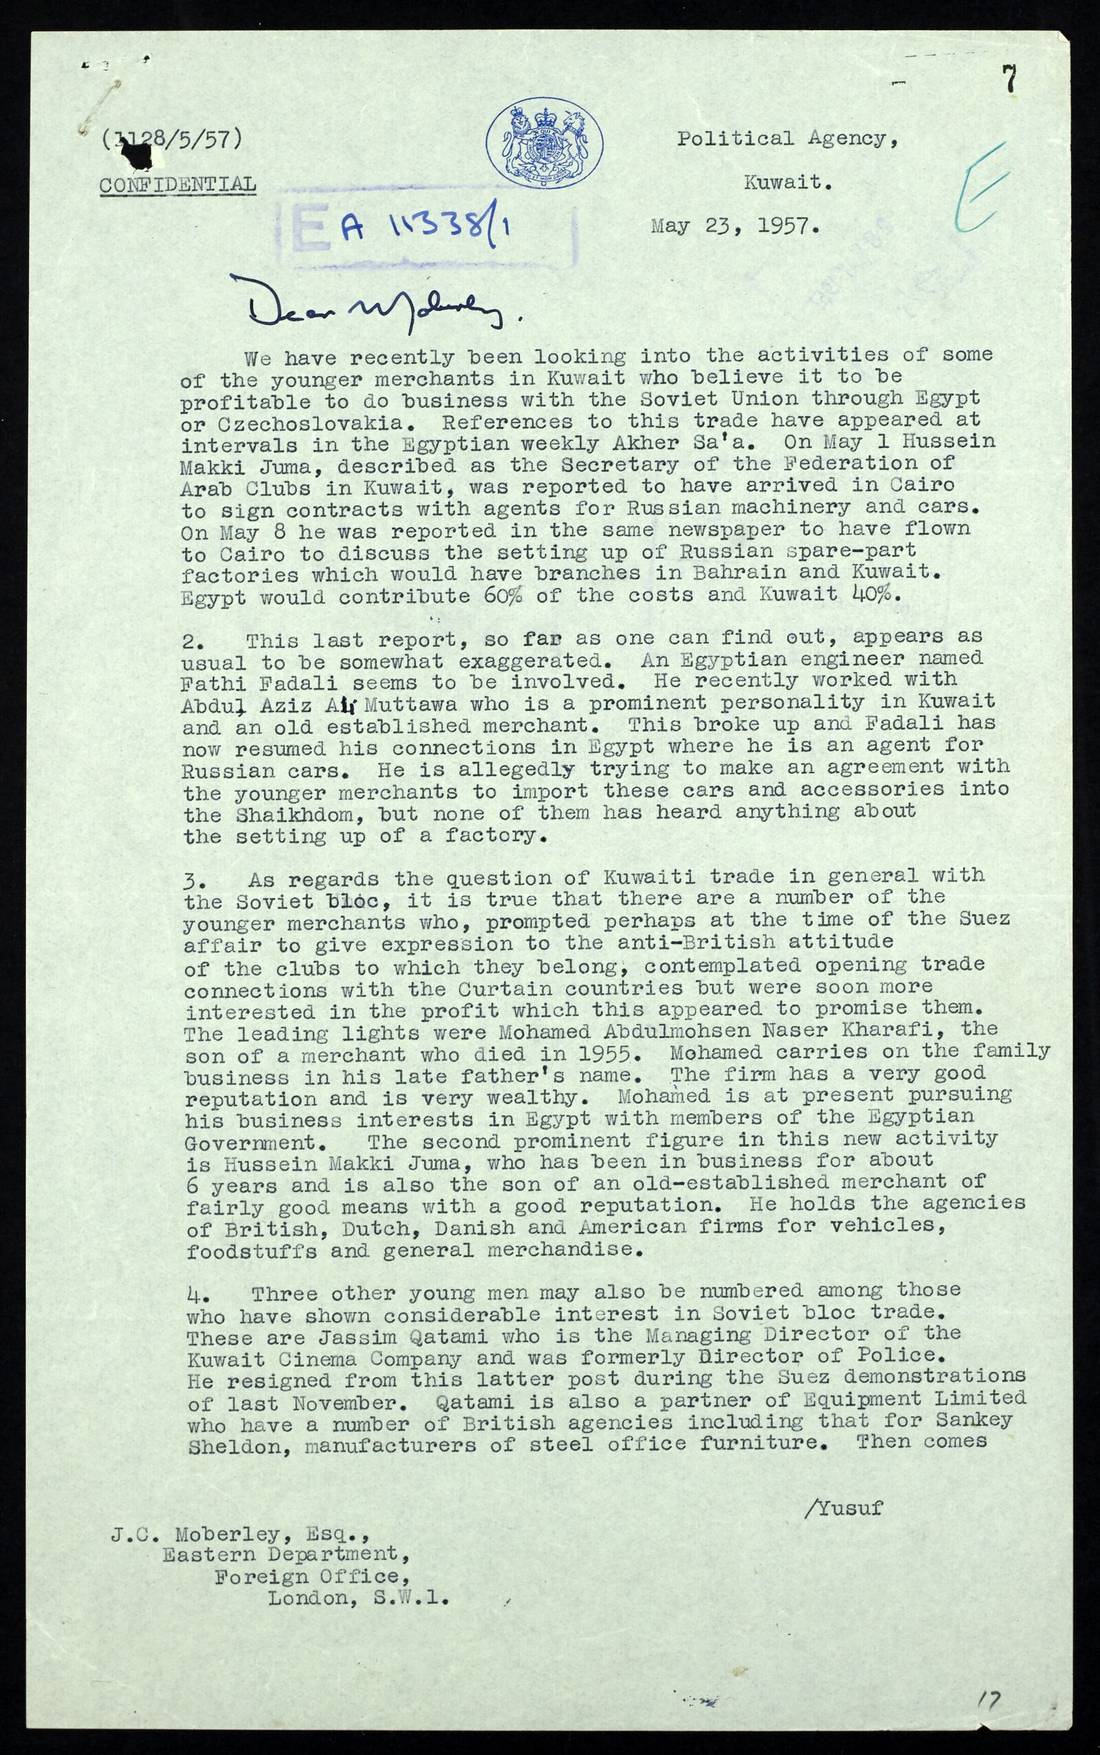 7
(1128/5/57)
CONFIDENTIAL
Political Agency,
Kuwait.
May 23, 1957.
E
EA 11338/1
Dear Moberley,
We have recently been looking into the activities of some
of the younger merchants in Kuwait who believe it to be
profitable to do business with the Soviet Union through Egypt
or Czechoslovakia. References to this trade have appeared at
intervals in the Egyptian weekly Akher Sa'a. On May 1 Hussein
Makki Juma, described as the Secretary of the Federation of
Arab Clubs in Kuwait, was reported to have arrived in Cairo
to sign contracts with agents for Russian machinery and cars.
On May 8 he was reported in the same newspaper to have flown
to Cairo to discuss the setting up of Russian spare-part
factories which would have branches in Bahrain and Kuwait.
Egypt would contribute 60% of the costs and Kuwait 40%.
2. This last report, so far as one can find out, appears as
usual to be somewhat exaggerated. An Egyptian engineer named
Fathi Fadali seems to be involved. He recently worked with
Abdul Aziz Ali Muttawa who is a prominent personality in Kuwait
and an old established merchant. This broke up and Fadali has
now resumed his connections in Egypt where he is an agent for
Russian cars. He is allegedly trying to make an agreement with
the younger merchants to import these cars and accessories into
the Shaikhdom, but none of them has heard anything about
the setting up of a factory.
3. As regards the question of Kuwaiti trade in general with
the Soviet bloc, it is true that there are a number of the
younger merchants who, prompted perhaps at the time of the Suez
affair to give expression to the anti-British attitude
of the clubs to which they belong, contemplated opening trade
connections with the Curtain countries but were soon more
interested in the profit which this appeared to promise them.
The leading lights were Mohamed Abdulmohsen Naser Kharafi, the
son of a merchant who died in 1955. Mohamed carries on the family
business in his late father's name. The firm has a very good
reputation and is very wealthy. Mohamed is at present pursuing
his business interests in Egypt with members of the Egyptian
Government. The second prominent figure in this new activity
is Hussein Makki Juma, who has been in business for about
6 years and is also the son of an old-established merchant of
fairly good means with a good reputation. He holds the agencies
of British, Dutch, Danish and American firms for vehicles,
foodstuffs and general merchandise.
4. Three other young men may also be numbered among those
who have shown considerable interest in Soviet bloc trade.
These are Jassim Qatami who is the Managing Director of the
Kuwait Cinema Company and was formerly Director of Police.
He resigned from this latter post during the Suez demonstrations
of last November. Qatami is also a partner of Equipment Limited
who have a number of British agencies including that for Sankey
Sheldon, manufacturers of steel office furniture. Then comes
/Yusuf
J.C. Moberley, Esq.,
Eastern Department,
Foreign Office,
London, S.W.1.
17